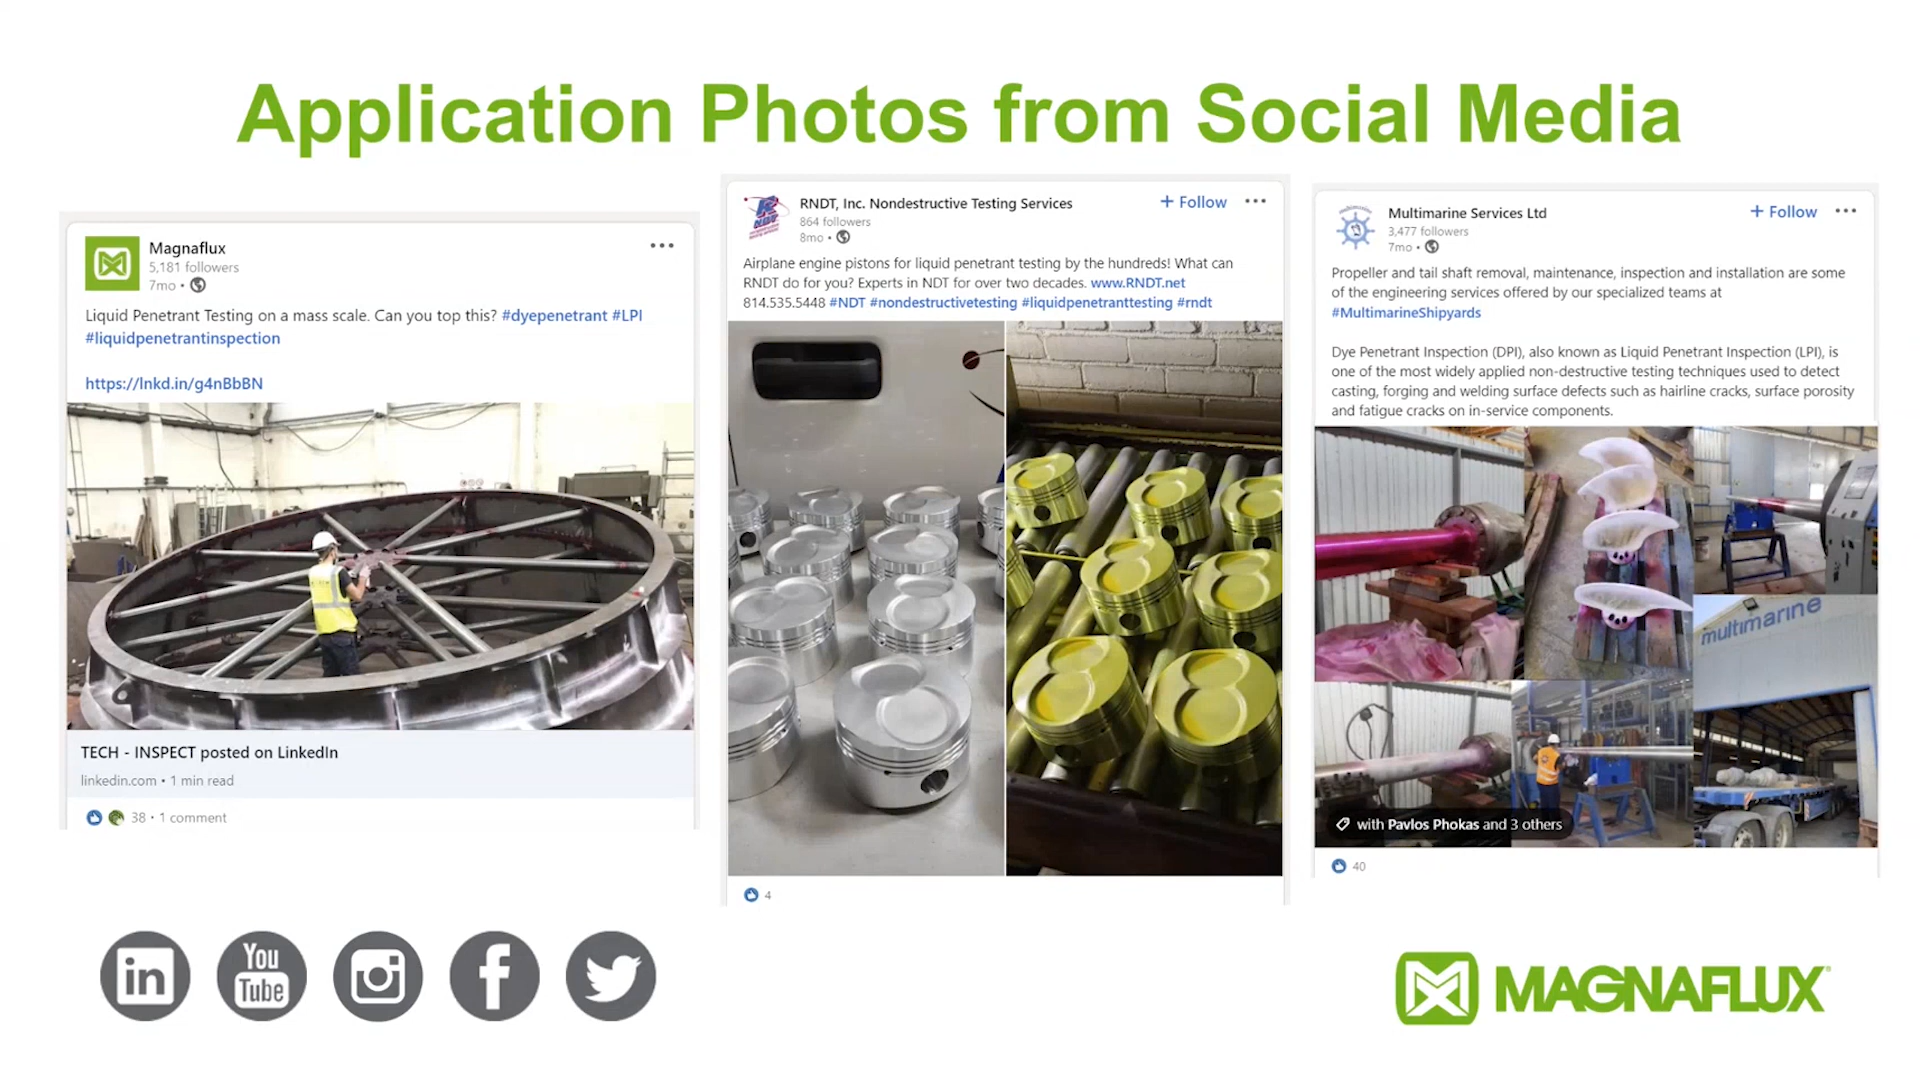 Application Photos from Social Media
Magnaflux
5,181 followers
7mo •
Liquid Penetrant Testing on a mass scale. Can you top this? #dyepenetrant #LPI
#liquidpenetrantinspection
https://lnkd.in/g4nBbBN
TECH - INSPECT posted on LinkedIn
linkedin.com • 1 min read
38 • 1 comment
RNDT, Inc. Nondestructive Testing Services
+ Follow
864 followers
8mo •
Airplane engine pistons for liquid penetrant testing by the hundreds! What can
RNDT do for you? Experts in NDT for over two decades. www.RNDT.net
814.535.5448 #NDT #nondestructivetesting #liquidpenetranttesting #rndt
4
Multimarine Services Ltd
+ Follow
3,477 followers
7mo •
Propeller and tail shaft removal, maintenance, inspection and installation are some
of the engineering services offered by our specialized teams at
#MultimarineShipyards
Dye Penetrant Inspection (DPI), also known as Liquid Penetrant Inspection (LPI), is
one of the most widely applied non-destructive testing techniques used to detect
casting, forging and welding surface defects such as hairline cracks, surface porosity
and fatigue cracks on in-service components.
multimarine
with Pavlos Phokas and 3 others
40
in
You
Tube
f
MAGNAFLUX